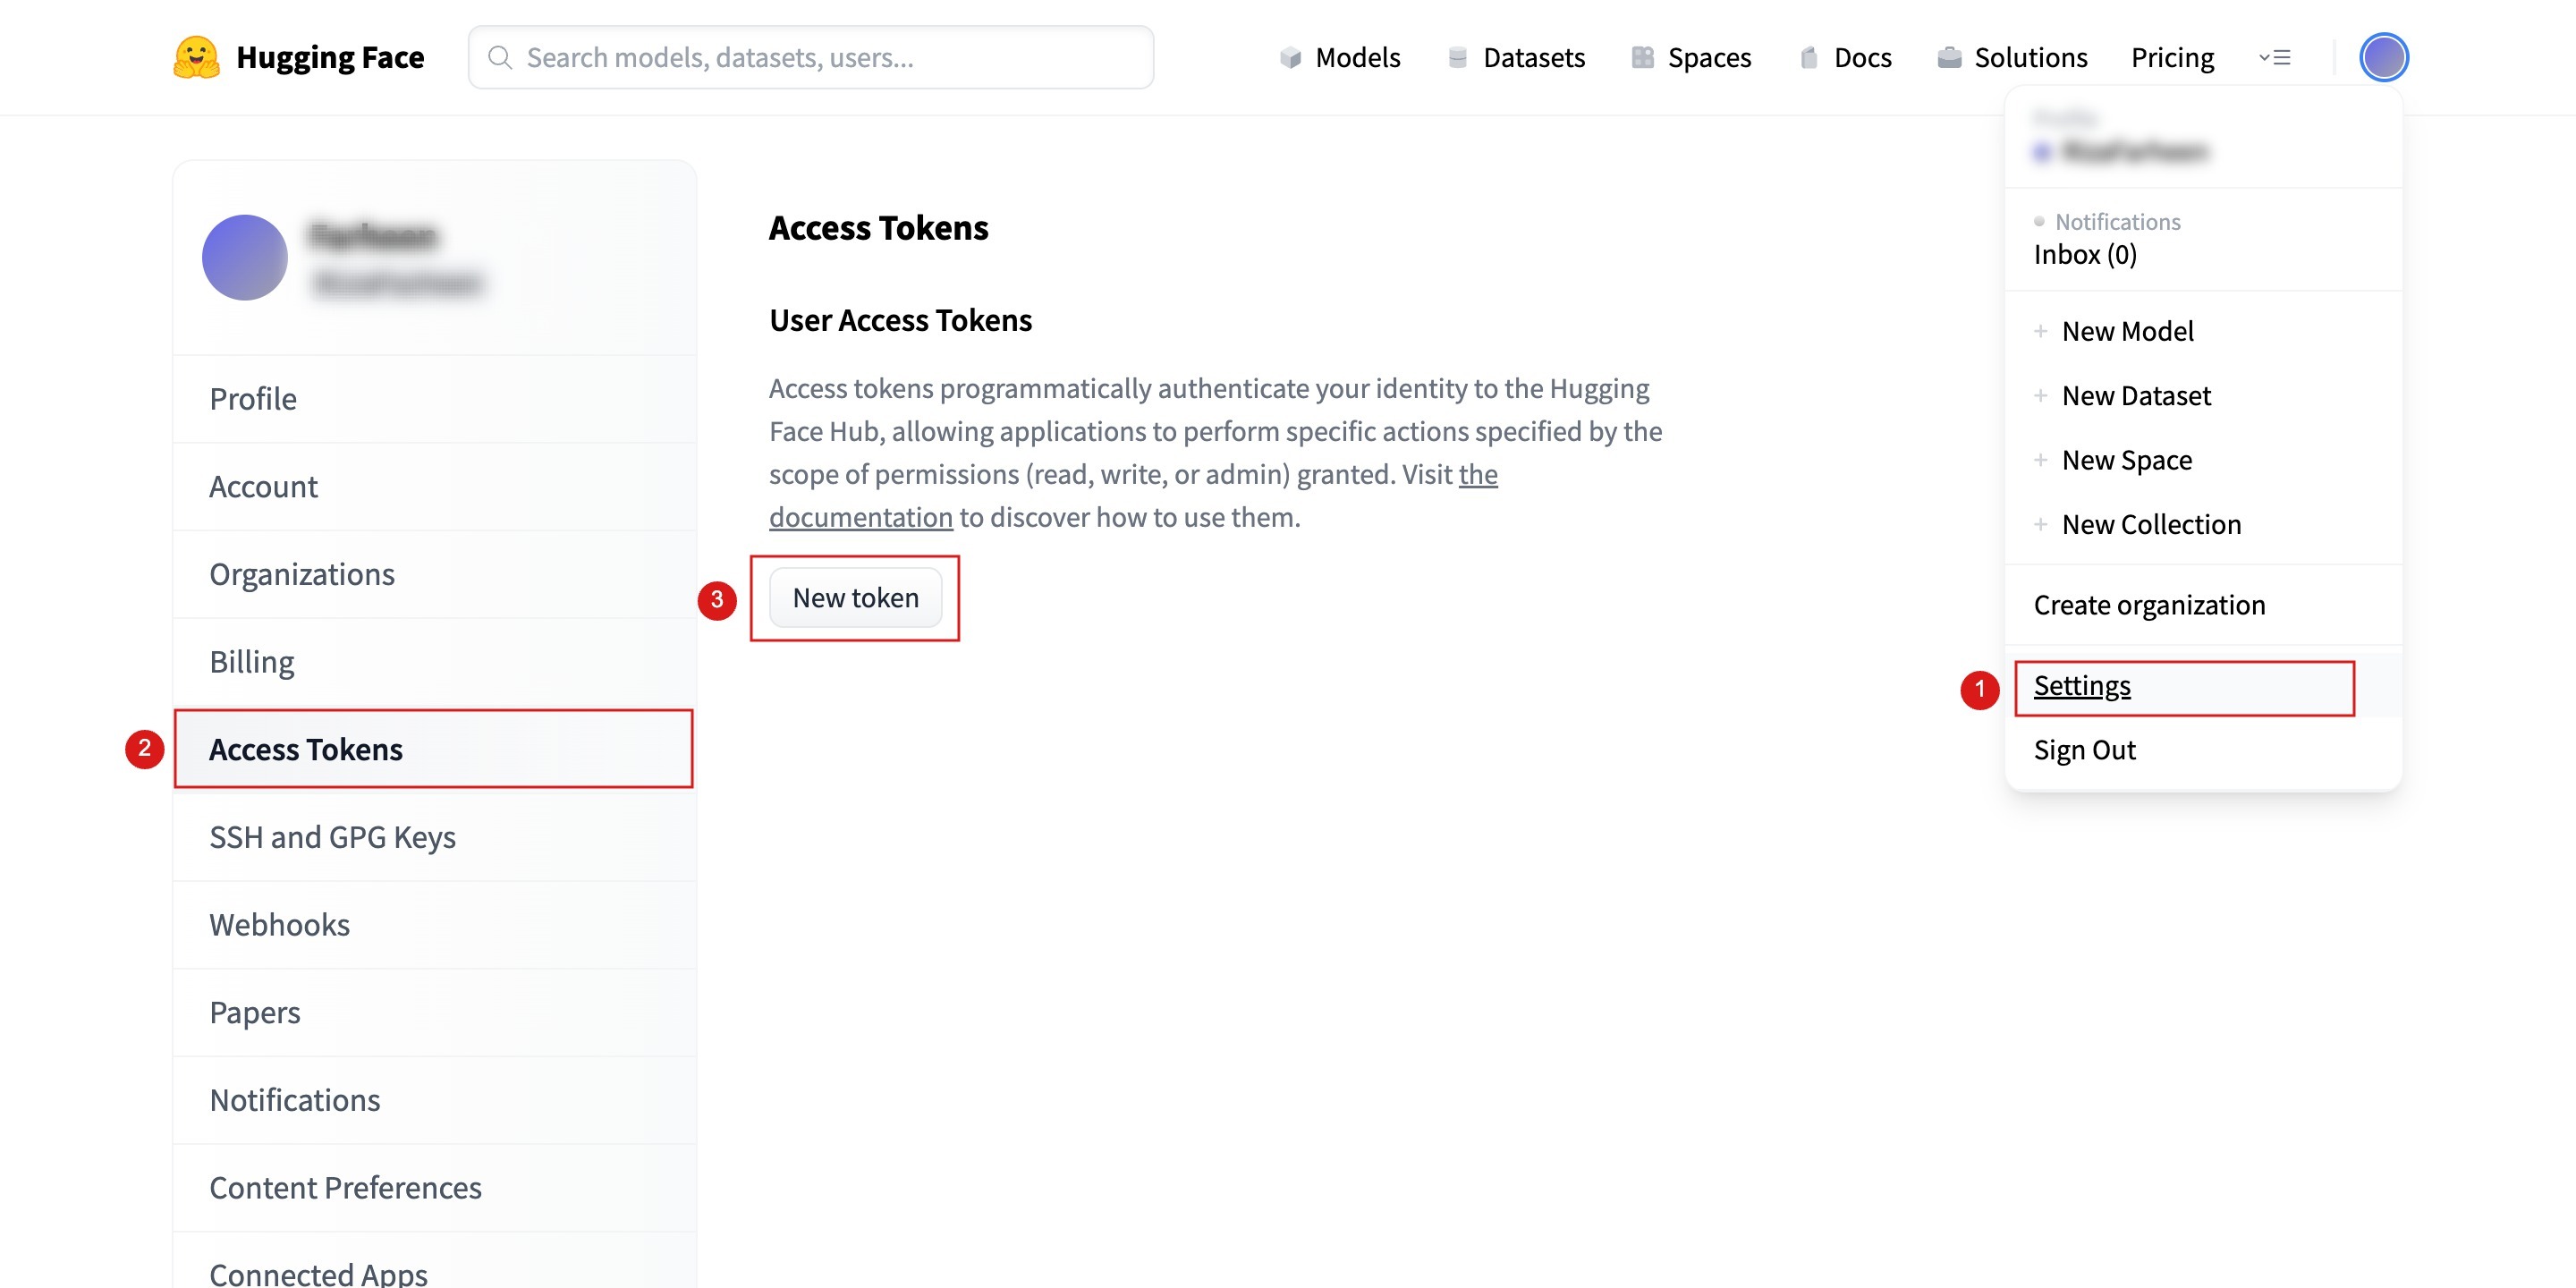 Hugging Face
Search models, datasets, users...
Models
Datasets
Spaces
Docs
Solutions
Pricing
Profile
Account
Organizations
Billing
2
Access Tokens
SSH and GPG Keys
Webhooks
Papers
Notifications
Content Preferences
Connected Apps
Access Tokens
User Access Tokens
Access tokens programmatically authenticate your identity to the Hugging
Face Hub, allowing applications to perform specific actions specified by the
scope of permissions (read, write, or admin) granted. Visit the
documentation to discover how to use them.
3
New token
Notifications
Inbox (0)
+ New Model
+ New Dataset
+ New Space
+ New Collection
Create organization
1
Settings
Sign Out